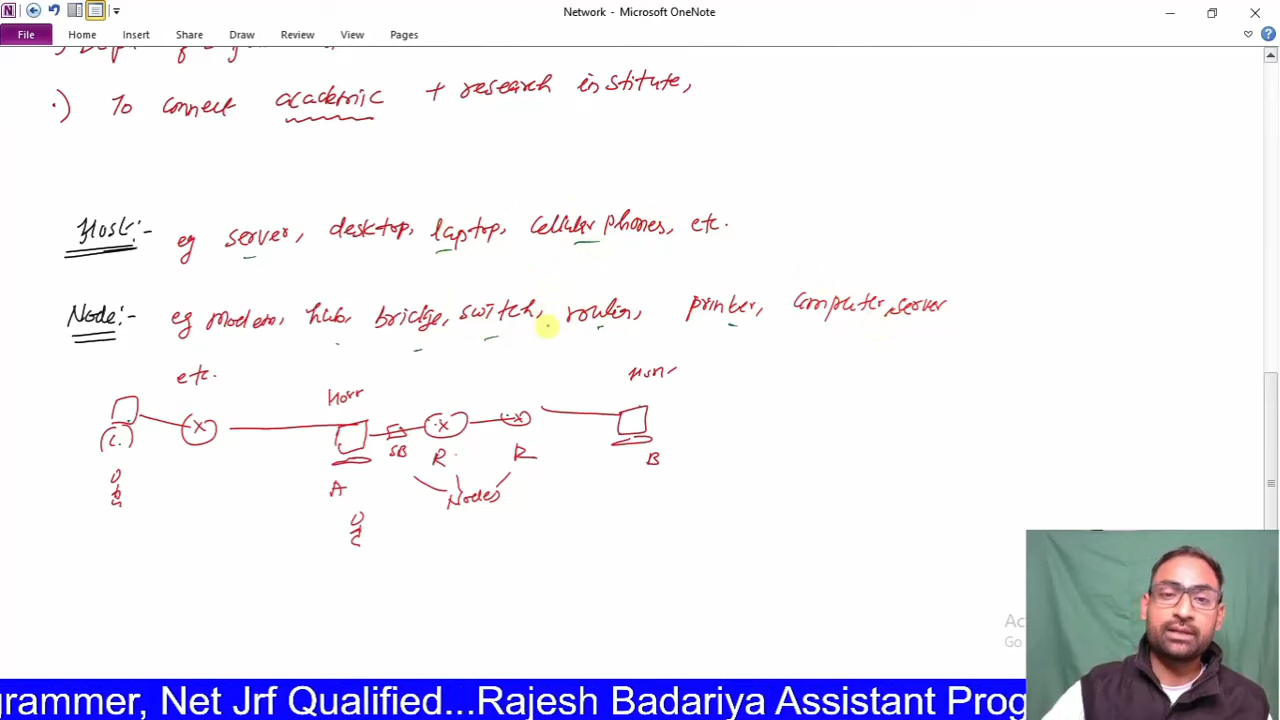 Network - Microsoft OneNote
File Home Insert Share Draw Review View Pages
.) To connect academic + research institute,
Host:- eg server, desktop, laptop, cellular phones, etc.
Node:- eg modem, hub, bridge, switch, router, printer, computer, server
etc.
Host
x
x
x
SB
R
R
A
B
Nodes
grammer, Net Jrf Qualified...Rajesh Badariya Assistant Prog